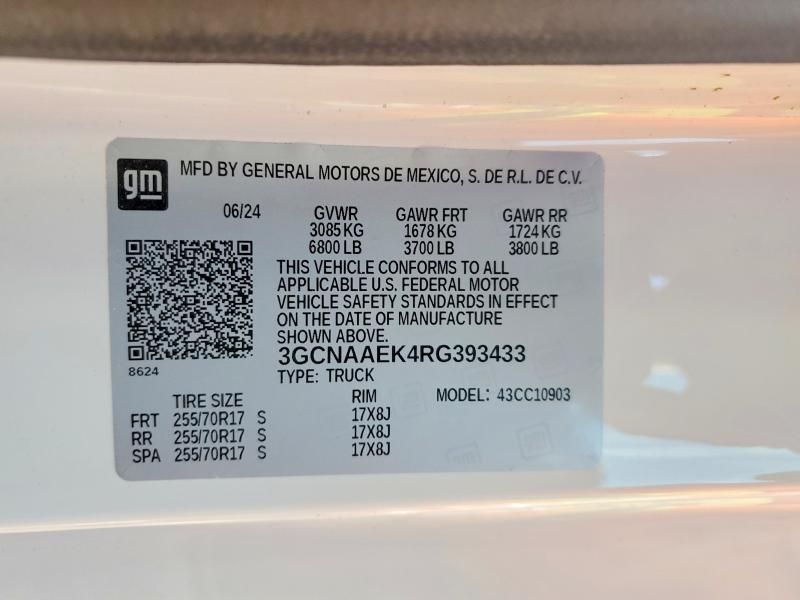 gm
MFD BY GENERAL MOTORS DE MEXICO, S. DE R.L. DE C.V.
06/24 GVWR GAWR FRT GAWR RR
3085 KG 1678 KG 1724 KG
6800 LB 3700 LB 3800 LB
THIS VEHICLE CONFORMS TO ALL
APPLICABLE U.S. FEDERAL MOTOR
VEHICLE SAFETY STANDARDS IN EFFECT
ON THE DATE OF MANUFACTURE
SHOWN ABOVE.
3GCNAAEK4RG393433
8624
TYPE: TRUCK
TIRE SIZE RIM MODEL: 43CC10903
FRT 255/70R17 S 17X8J
RR 255/70R17 S 17X8J
SPA 255/70R17 S 17X8J